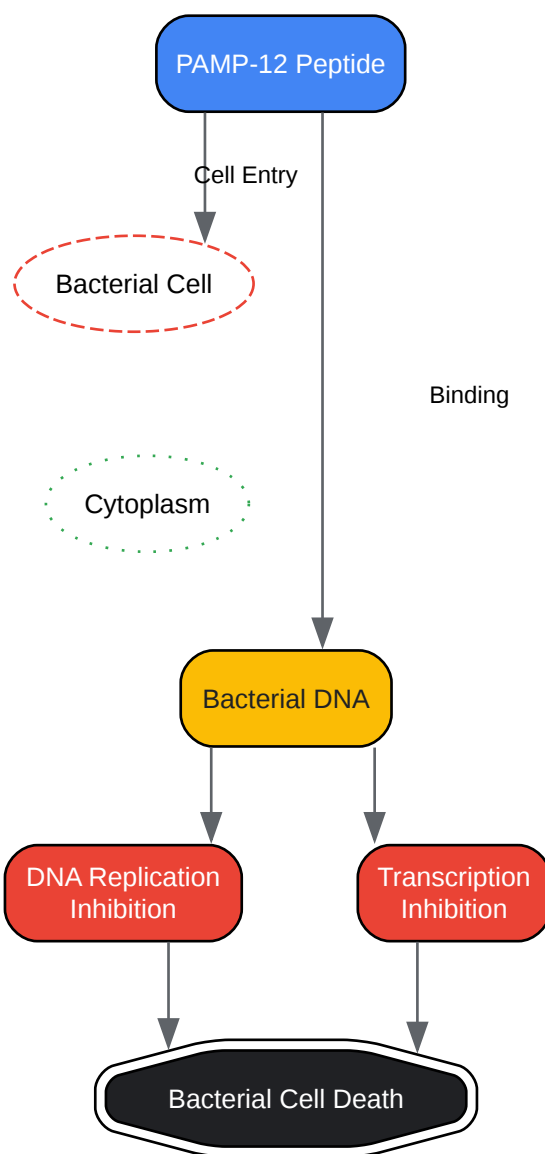 PAMP-12 Peptide
Cell Entry
Bacterial Cell
Binding
Cytoplasm
Bacterial DNA
DNA Replication
Inhibition
Transcription
Inhibition
Bacterial Cell Death